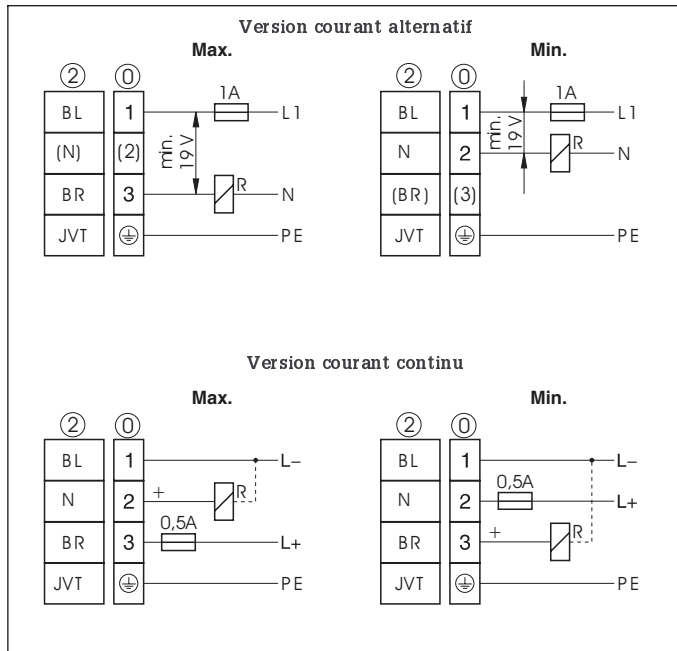 Version courant alternatif
Max.
Min.
2 0
1A
BL 1 L1
(N) (2)
min.
19 V
BR 3 R N
JVT PE
2 0
1A
BL 1 L1
min.
19 V
N 2 R N
(BR) (3)
JVT PE
Version courant continu
Max.
Min.
2 0
BL 1 L–
N 2 + R
0,5A
BR 3 L+
JVT PE
2 0
BL 1 L–
0,5A
N 2 L+
BR 3 + R
JVT PE